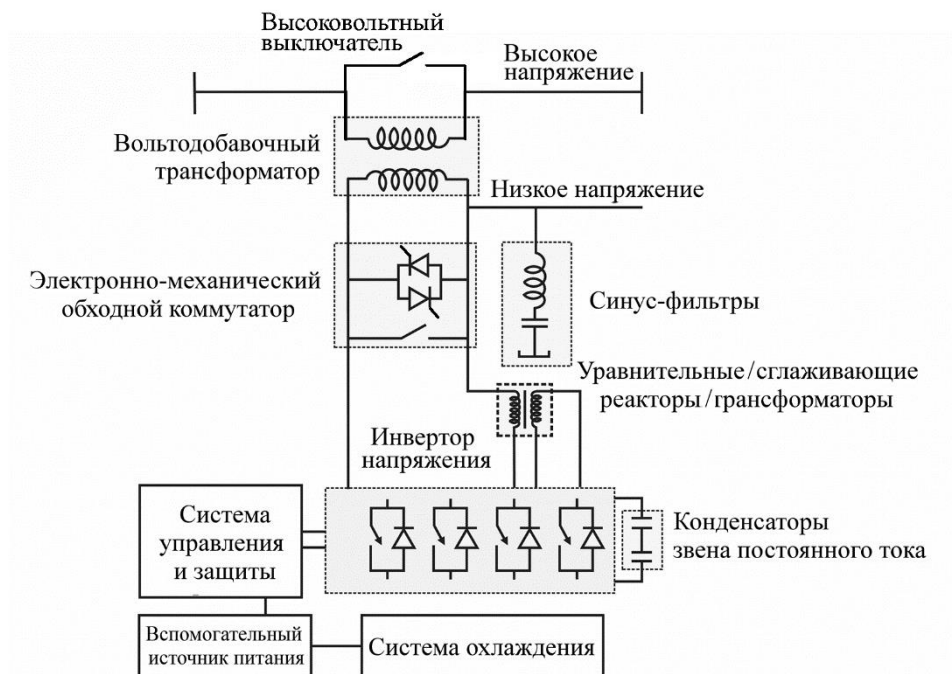 Высоковольтный
выключатель
Высокое
напряжение
Вольтодобавочный
трансформатор
Низкое напряжение
Электронно-механический
обходной коммутатор
Синус-фильтры
Уравнительные/сглаживающие
реакторы/грансформаторы
Инвертор
напряжения
Система
управления
и защиты
Конденсаторы
звена постоянного тока
Вспомогательный
источник питания
Система охлаждения